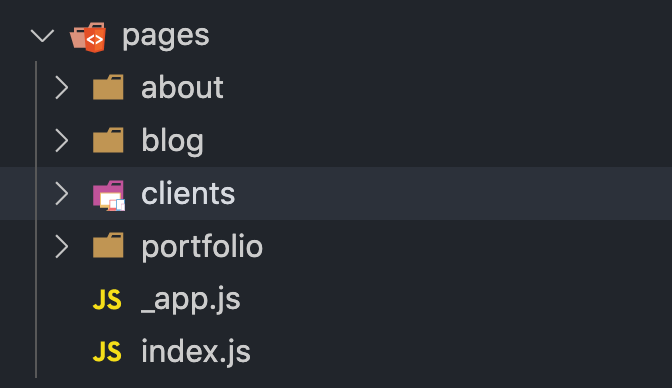 pages
about
blog
clients
portfolio
JS _app.js
JS index.js